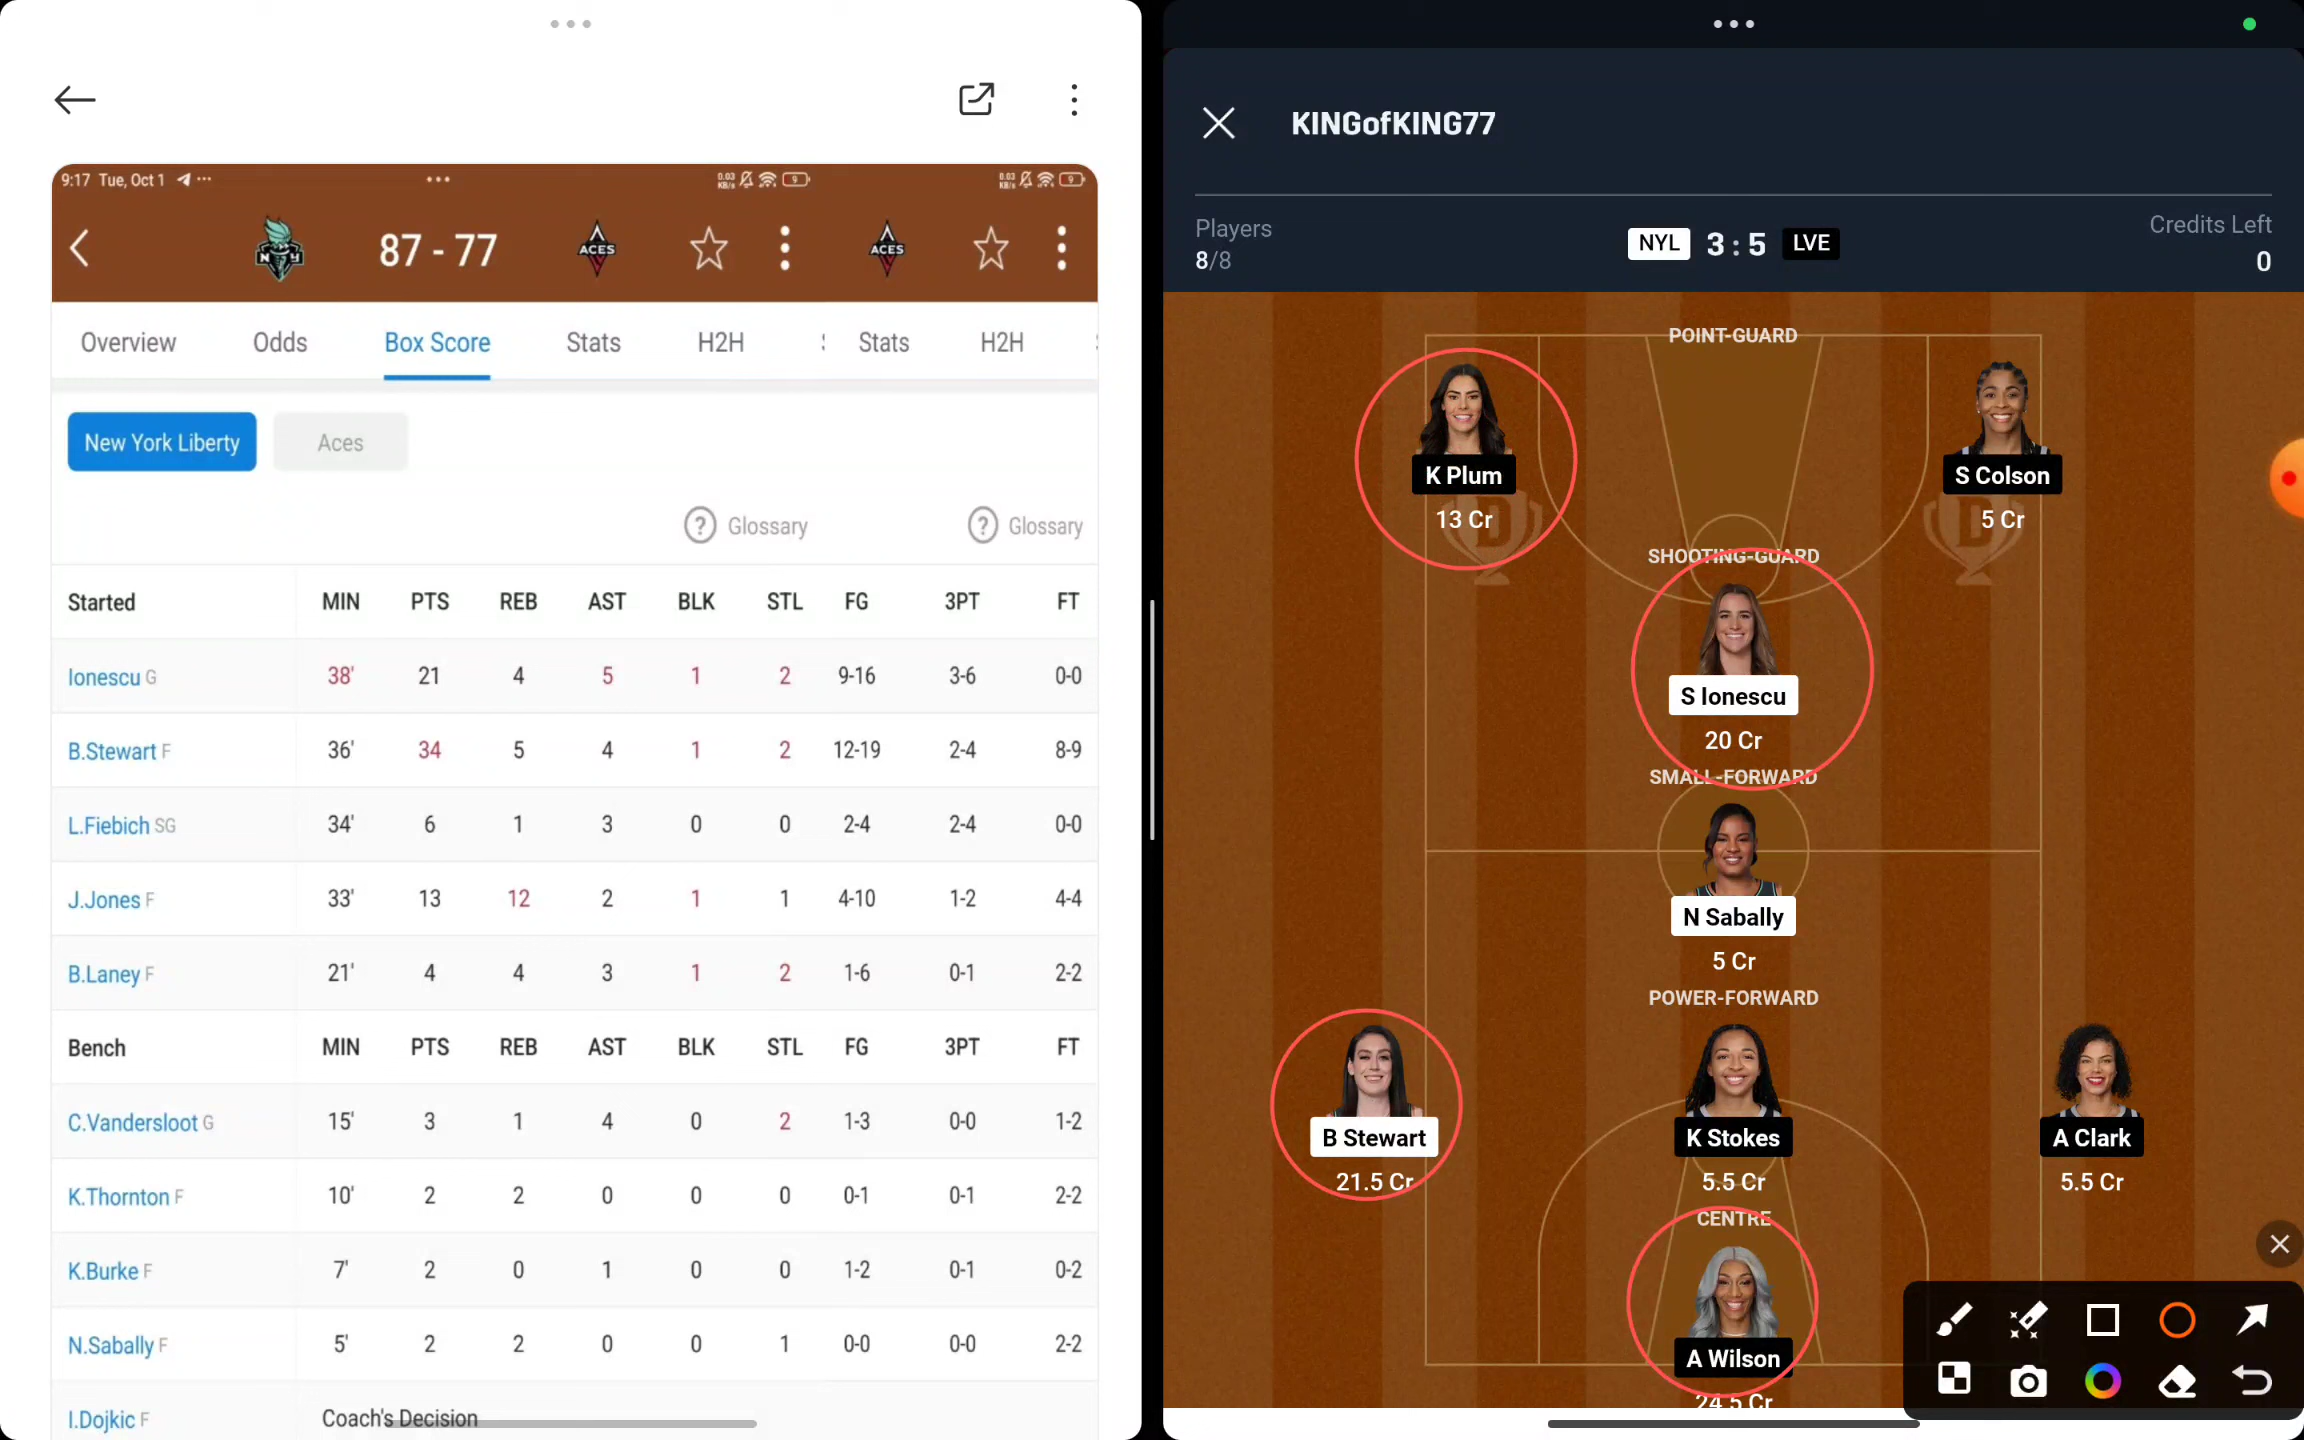 9:17 Tue, Oct 1
87 - 77
ACES
ACES
Overview Odds Box Score Stats H2H Stats H2H
New York Liberty Aces
? Glossary ? Glossary
Started MIN PTS REB AST BLK STL FG 3PT FT
Ionescu G 38' 21 4 5 1 2 9-16 3-6 0-0
B.Stewart F 36' 34 5 4 1 2 12-19 2-4 8-9
L.Fiebich SG 34' 6 1 3 0 0 2-4 2-4 0-0
J.Jones F 33' 13 12 2 1 1 4-10 1-2 4-4
B.Laney F 21' 4 4 3 1 2 1-6 0-1 2-2
Bench MIN PTS REB AST BLK STL FG 3PT FT
C.Vandersloot G 15' 3 1 4 0 2 1-3 0-0 1-2
K.Thornton F 10' 2 2 0 0 0 0-1 0-1 2-2
K.Burke F 7' 2 0 1 0 0 1-2 0-1 0-2
N.Sabally F 5' 2 2 0 0 1 0-0 0-0 2-2
I.Dojkic F Coach's Decision
KINGofKING77
Players
8/8
NYL 3 : 5 LVE
Credits Left
0
POINT-GUARD
K Plum S Colson
13 Cr 5 Cr
SHOOTING-GUARD
S Ionescu
20 Cr
SMALL-FORWARD
N Sabally
5 Cr
POWER-FORWARD
B Stewart K Stokes A Clark
21.5 Cr 5.5 Cr 5.5 Cr
CENTRE
A Wilson
24.5 Cr